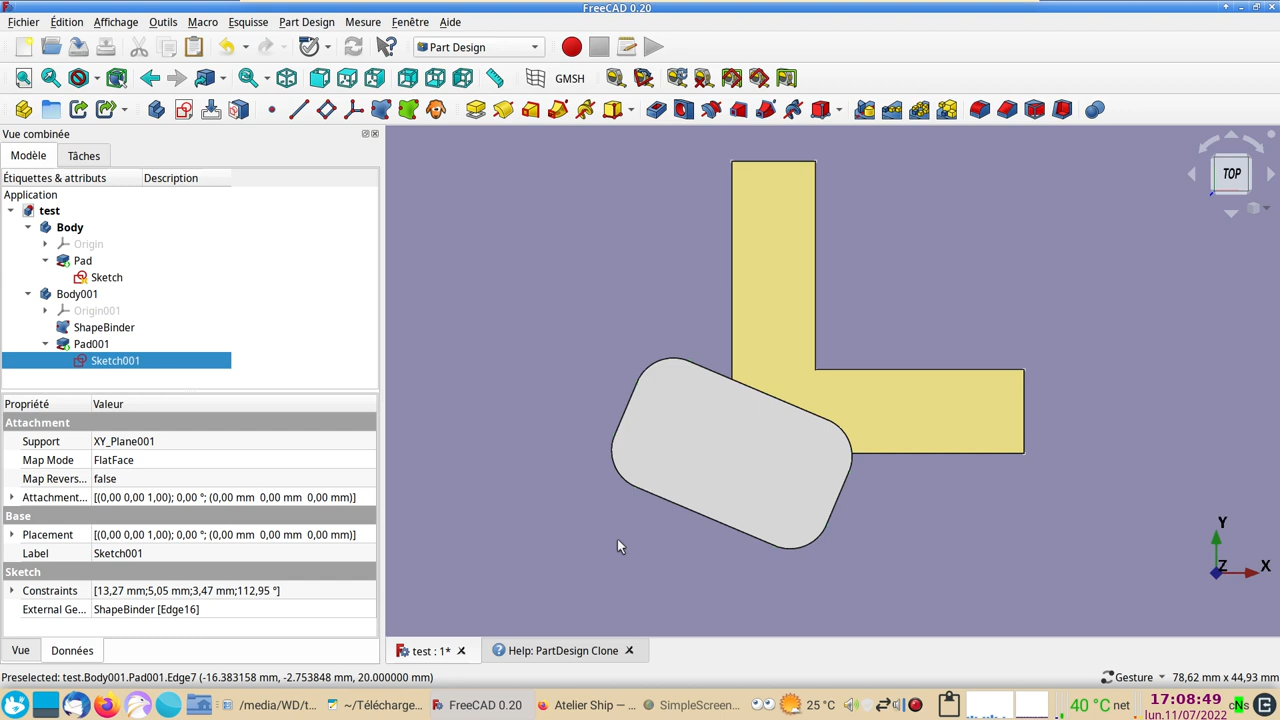 FreeCAD 0.20
Fichier Édition Affichage Outils Macro Esquisse Part Design Mesure Fenêtre Aide
Part Design
GMSH
Vue combinée
Modèle Tâches
Étiquettes & attributs Description
Application
test
Body
Origin
Pad
Sketch
Body001
Origin001
ShapeBinder
Pad001
Sketch001
Propriété Valeur
Attachment
Support XY_Plane001
Map Mode FlatFace
Map Revers... false
Attachment... [(0,00 0,00 1,00); 0,00 °; (0,00 mm 0,00 mm 0,00 mm)]
Base
Placement [(0,00 0,00 1,00); 0,00 °; (0,00 mm 0,00 mm 0,00 mm)]
Label Sketch001
Sketch
Constraints [13,27 mm;5,05 mm;3,47 mm;112,95 °]
External Ge... ShapeBinder [Edge16]
Vue Données
TOP
Y
Z X
test : 1* Help: PartDesign Clone
Preselected: test.Body001.Pad001.Edge7 (-16.383158 mm, -2.753848 mm, 20.000000 mm)
Gesture 78,62 mm x 44,93 mm
/media/WD/t... ~/Télécharge... FreeCAD 0.20 Atelier Ship —... SimpleScreen... 25 °C 40 °C net 17:08:49 cNs
lun.11/07/2022